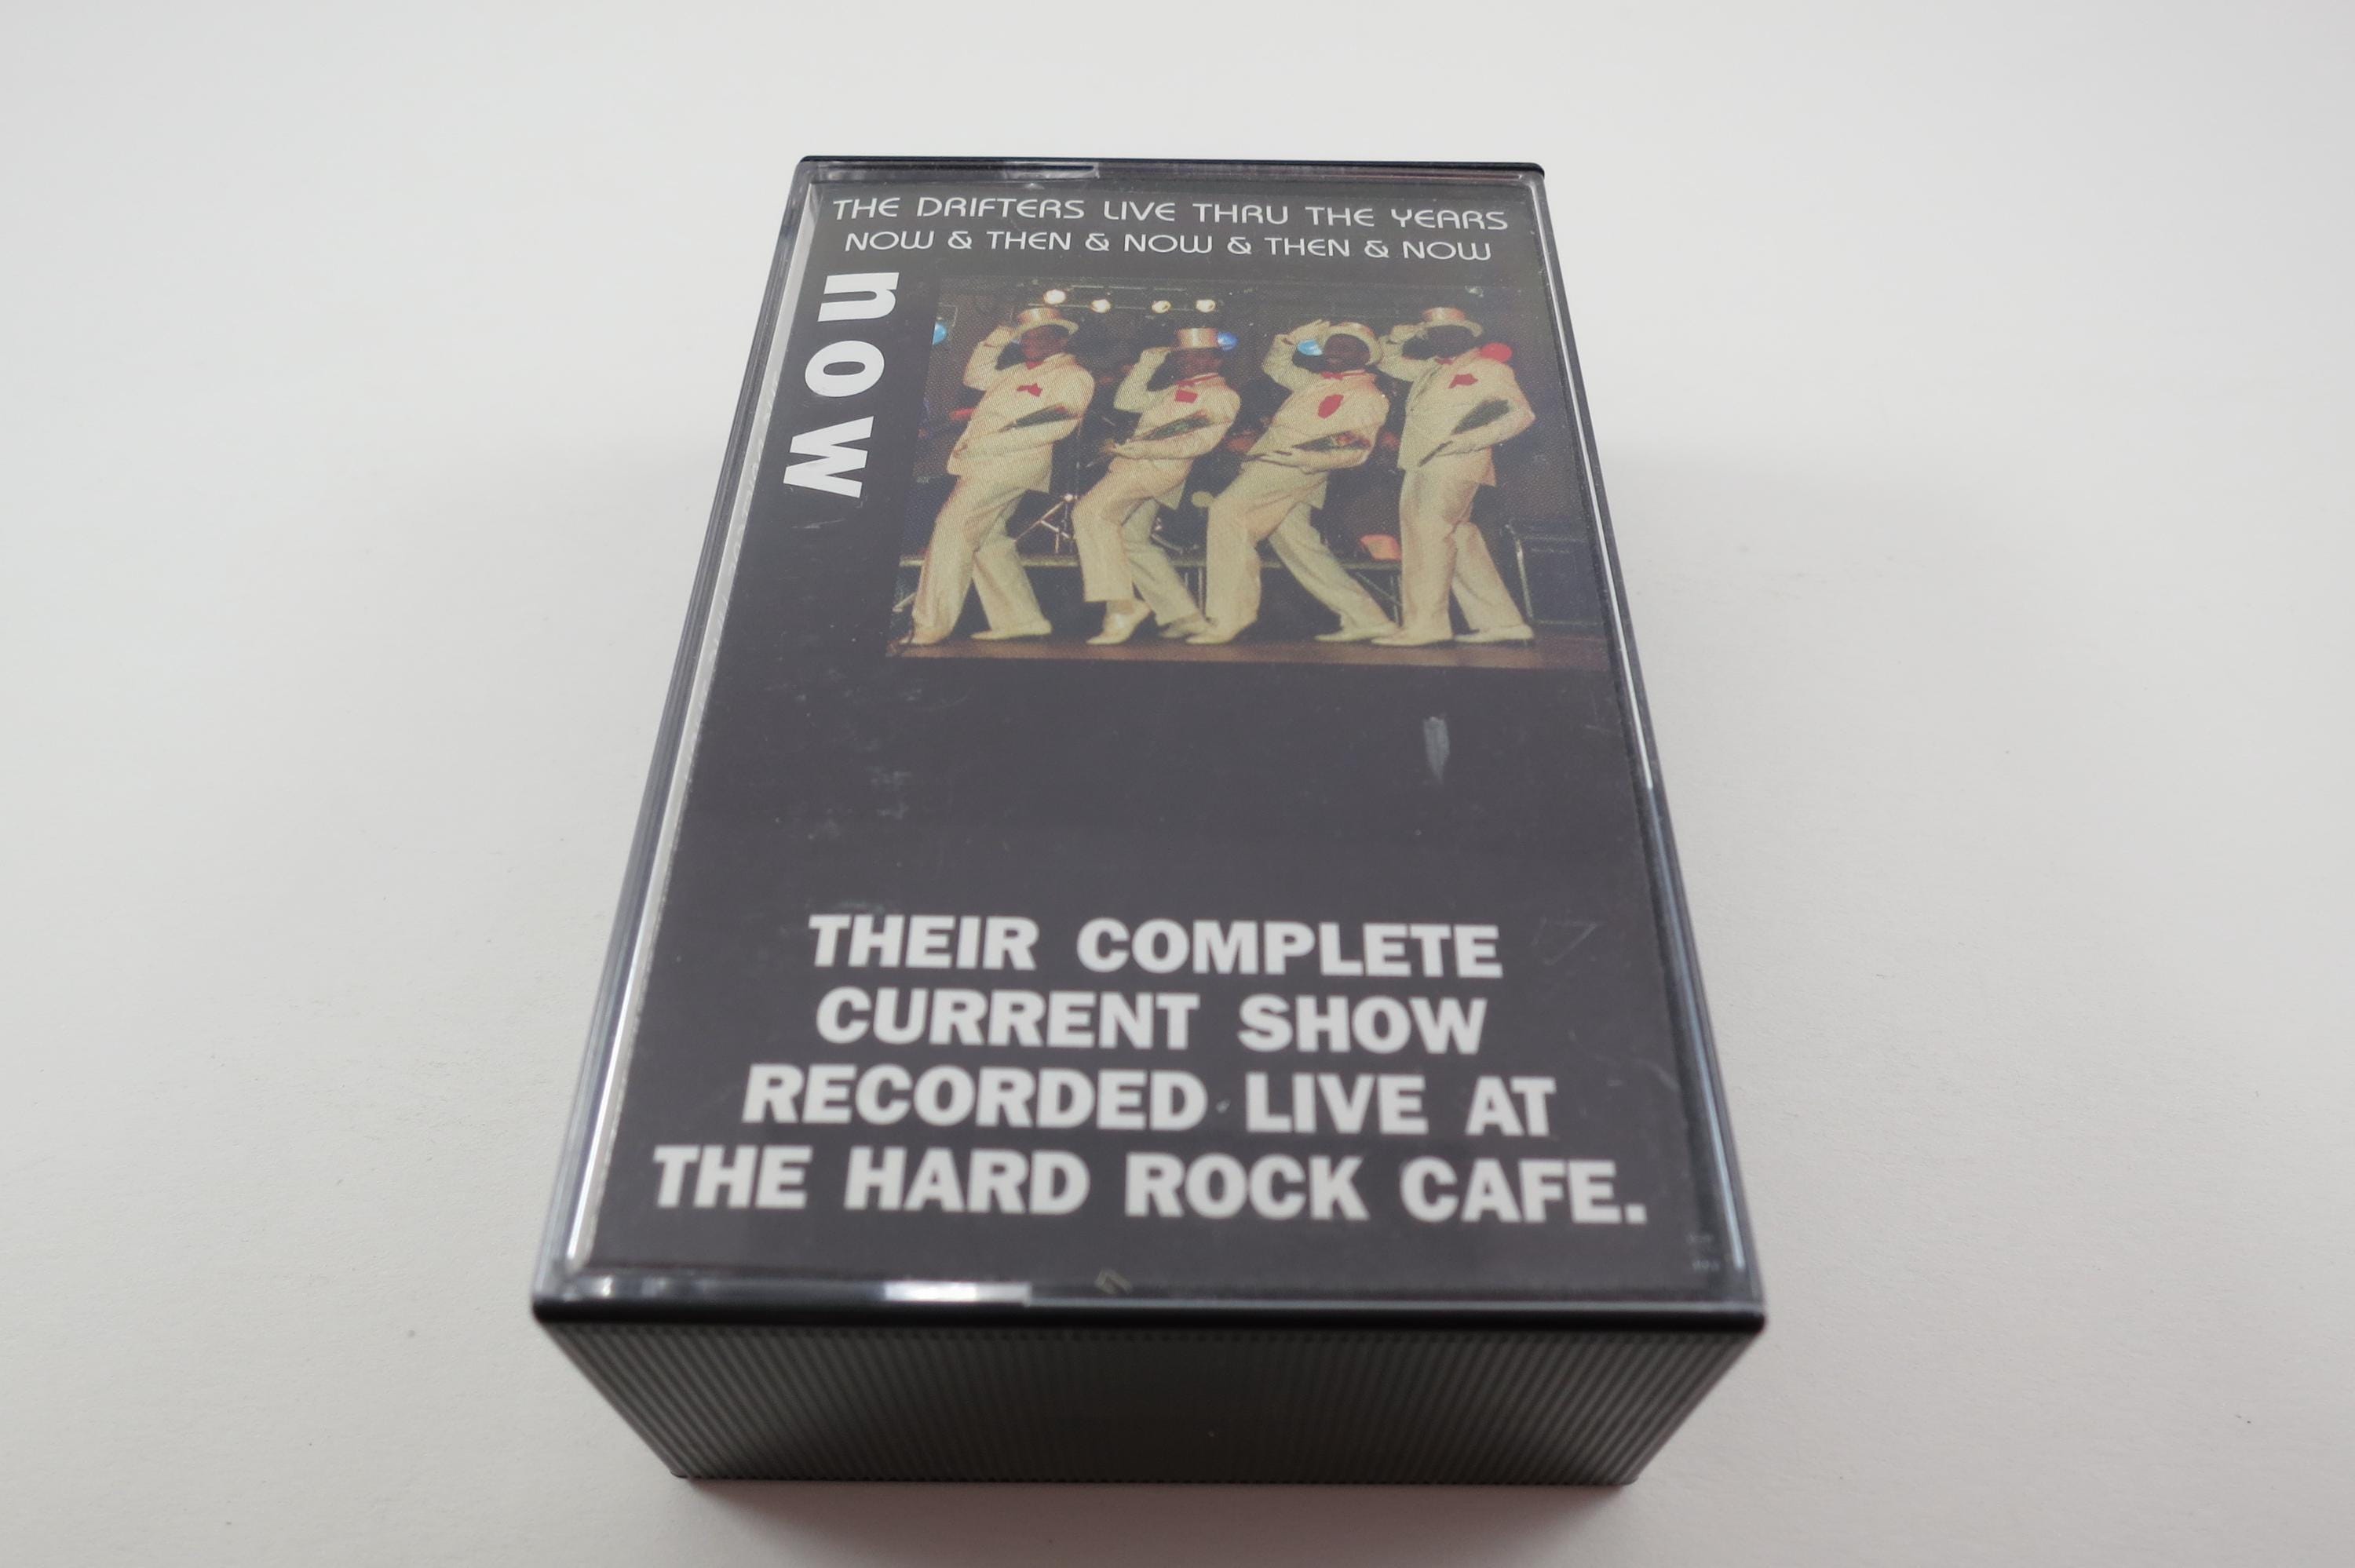 THE DRIFTERS LIVE THRU THE YEARS
NOW & THEN & NOW & THEN & NOW
now
THEIR COMPLETE
CURRENT SHOW
RECORDED LIVE AT
THE HARD ROCK CAFE.